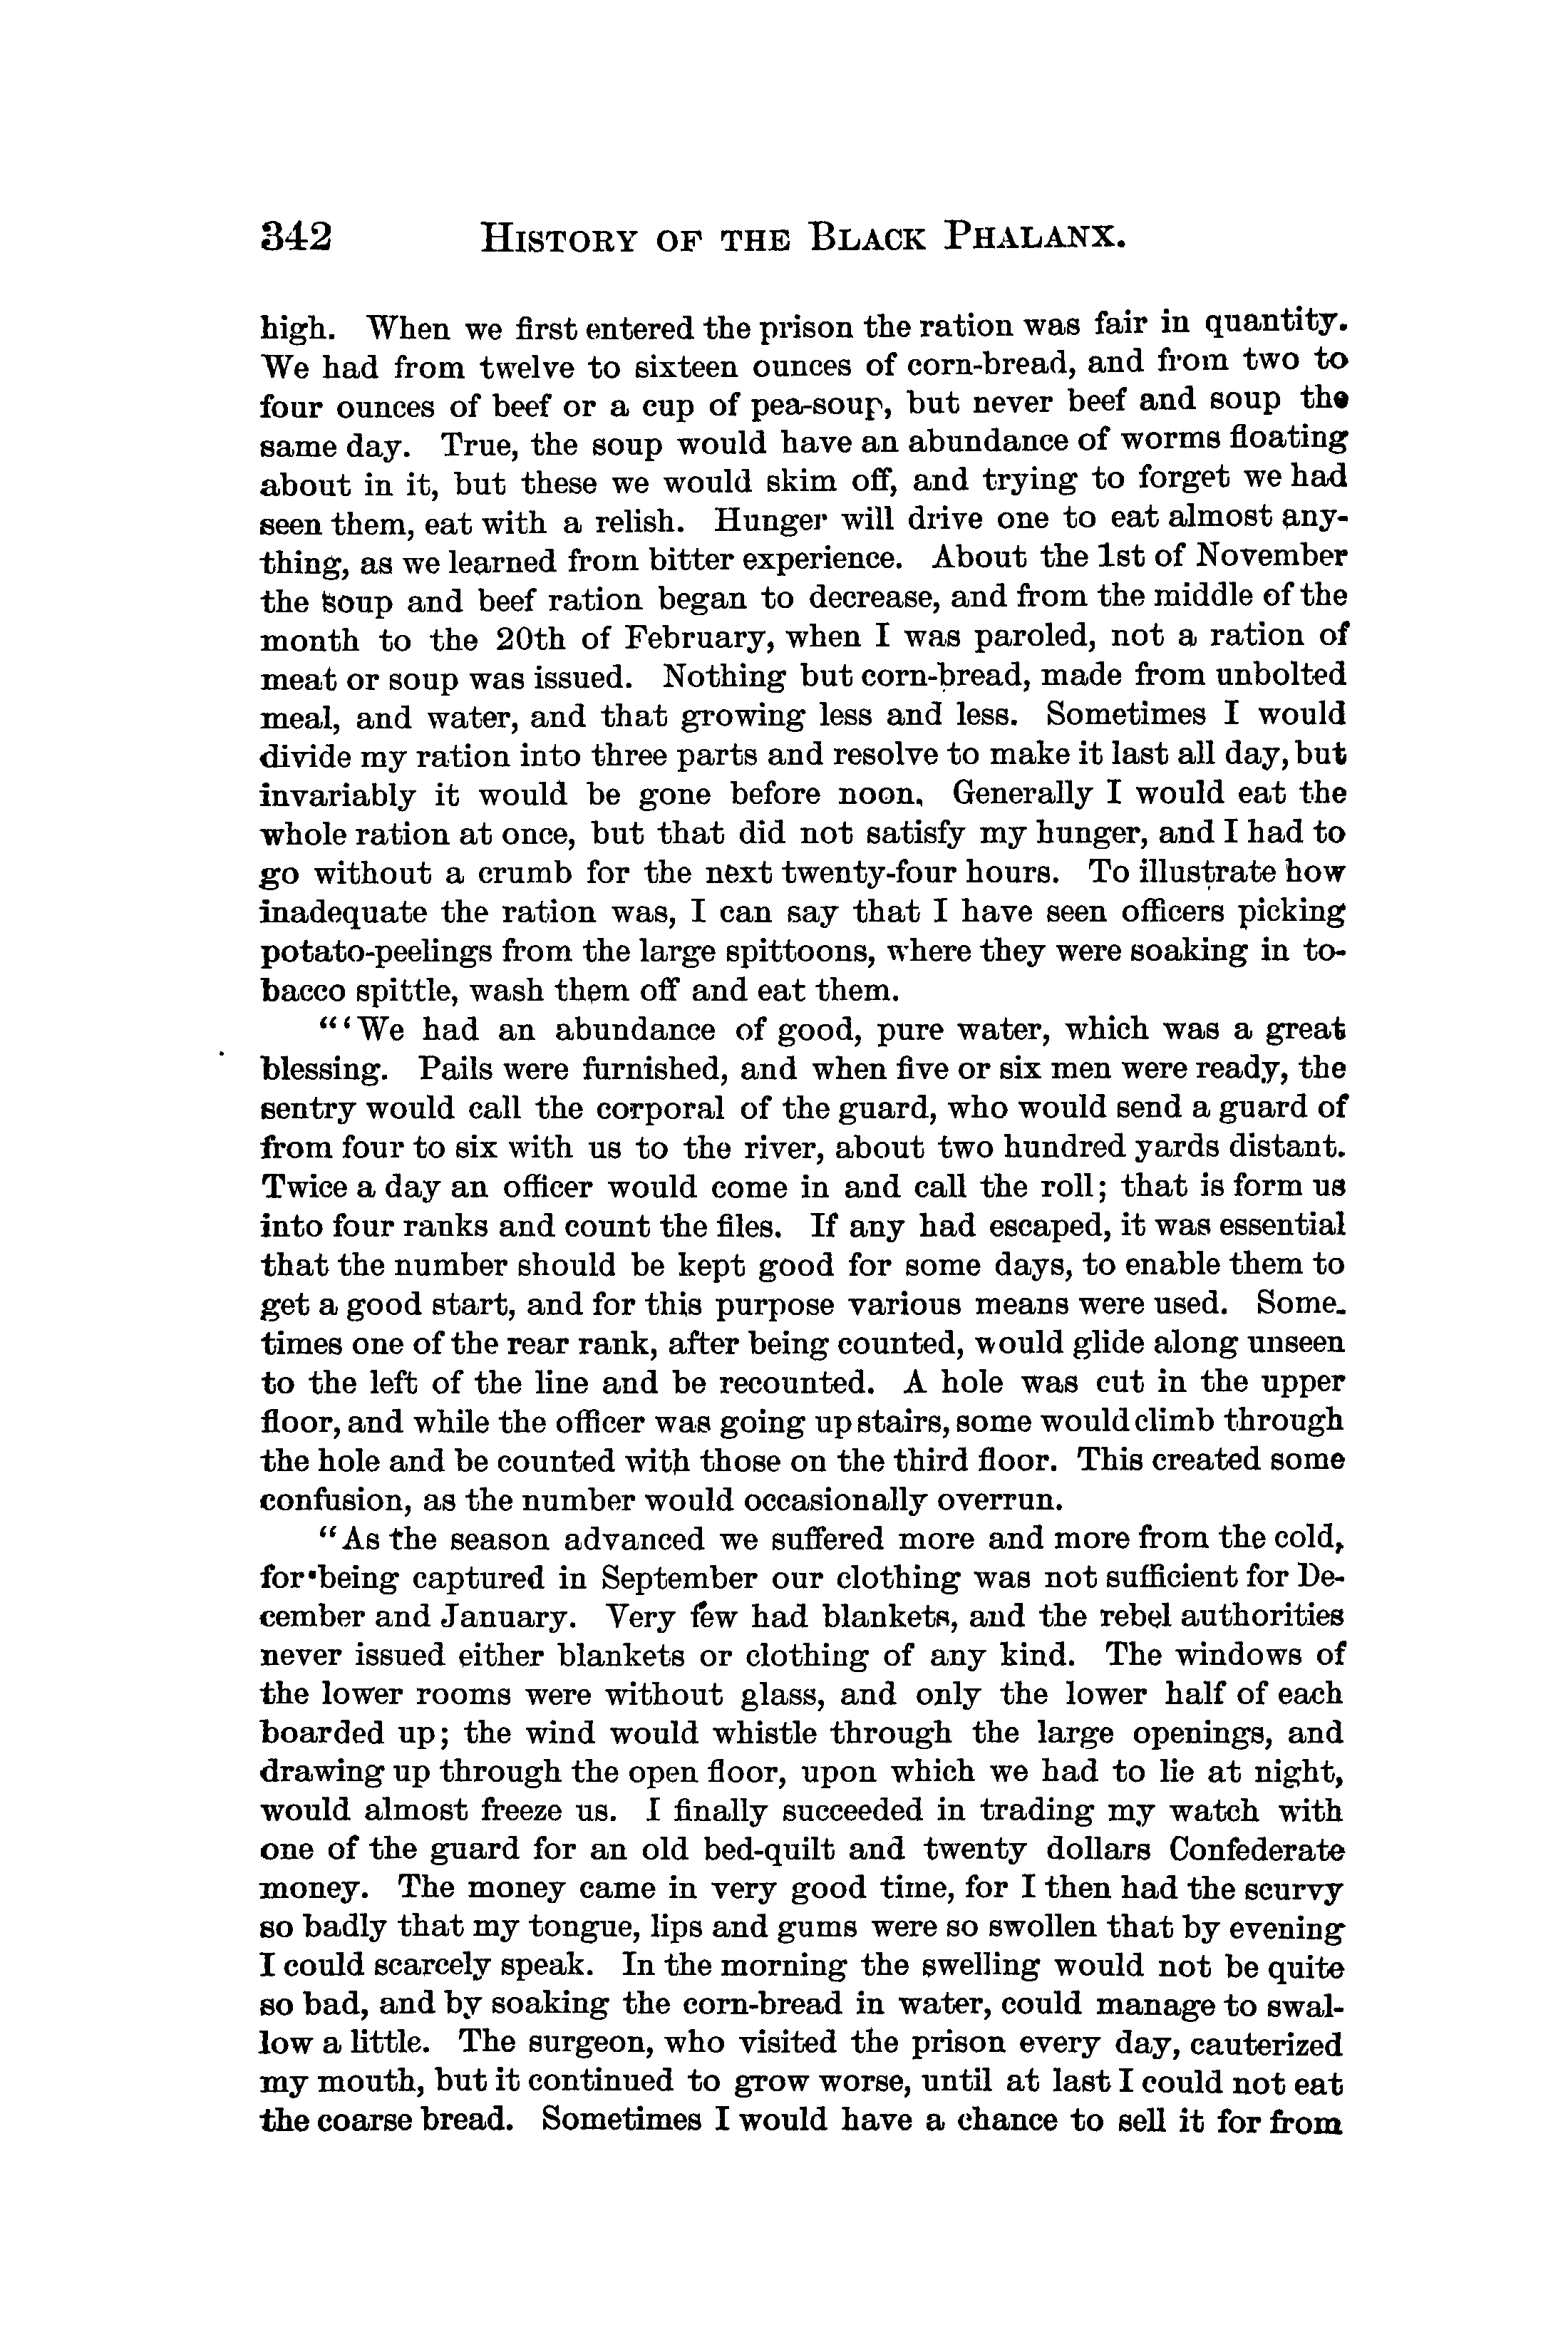 342 HISTORY OF THE BLACK PHALANX.
high. When we first entered the prison the ration was fair in quantity.
We had from twelve to sixteen ounces of corn-bread, and from two to
four ounces of beef or a cup of pea-soup, but never beef and soup the
same day. True, the soup would have an abundance of worms floating
about in it, but these we would skim off, and trying to forget we had
seen them, eat with a relish. Hunger will drive one to eat almost any-
thing, as we learned from bitter experience. About the 1st of November
the soup and beef ration began to decrease, and from the middle of the
month to the 20th of February, when I was paroled, not a ration of
meat or soup was issued. Nothing but corn-bread, made from unbolted
meal, and water, and that growing less and less. Sometimes I would
divide my ration into three parts and resolve to make it last all day, but
invariably it would be gone before noon, Generally I would eat the
whole ration at once, but that did not satisfy my hunger, and I had to
go without a crumb for the next twenty-four hours. To illustrate how
inadequate the ration was, I can say that I have seen officers picking
potato-peelings from the large spittoons, where they were soaking in to-
bacco spittle, wash them off and eat them.
"'We had an abundance of good, pure water, which was a great
blessing. Pails were furnished, and when five or six men were ready, the
sentry would call the corporal of the guard, who would send a guard of
from four to six with us to the river, about two hundred yards distant.
Twice a day an officer would come in and call the roll; that is form us
into four ranks and count the files. If any had escaped, it was essential
that the number should be kept good for some days, to enable them to
get a good start, and for this purpose various means were used. Some-
times one of the rear rank, after being counted, would glide along unseen
to the left of the line and be recounted. A hole was cut in the upper
floor, and while the officer was going up stairs, some would climb through
the hole and be counted with those on the third floor. This created some
confusion, as the number would occasionally overrun.
"As the season advanced we suffered more and more from the cold,
for being captured in September our clothing was not sufficient for De-
cember and January. Very few had blankets, and the rebel authorities
never issued either blankets or clothing of any kind. The windows of
the lower rooms were without glass, and only the lower half of each
boarded up; the wind would whistle through the large openings, and
drawing up through the open floor, upon which we had to lie at night,
would almost freeze us. I finally succeeded in trading my watch with
one of the guard for an old bed-quilt and twenty dollars Confederate
money. The money came in very good time, for I then had the scurvy
so badly that my tongue, lips and gums were so swollen that by evening
I could scarcely speak. In the morning the swelling would not be quite
so bad, and by soaking the corn-bread in water, could manage to swal-
low a little. The surgeon, who visited the prison every day, cauterized
my mouth, but it continued to grow worse, until at last I could not eat
the coarse bread. Sometimes I would have a chance to sell it for from